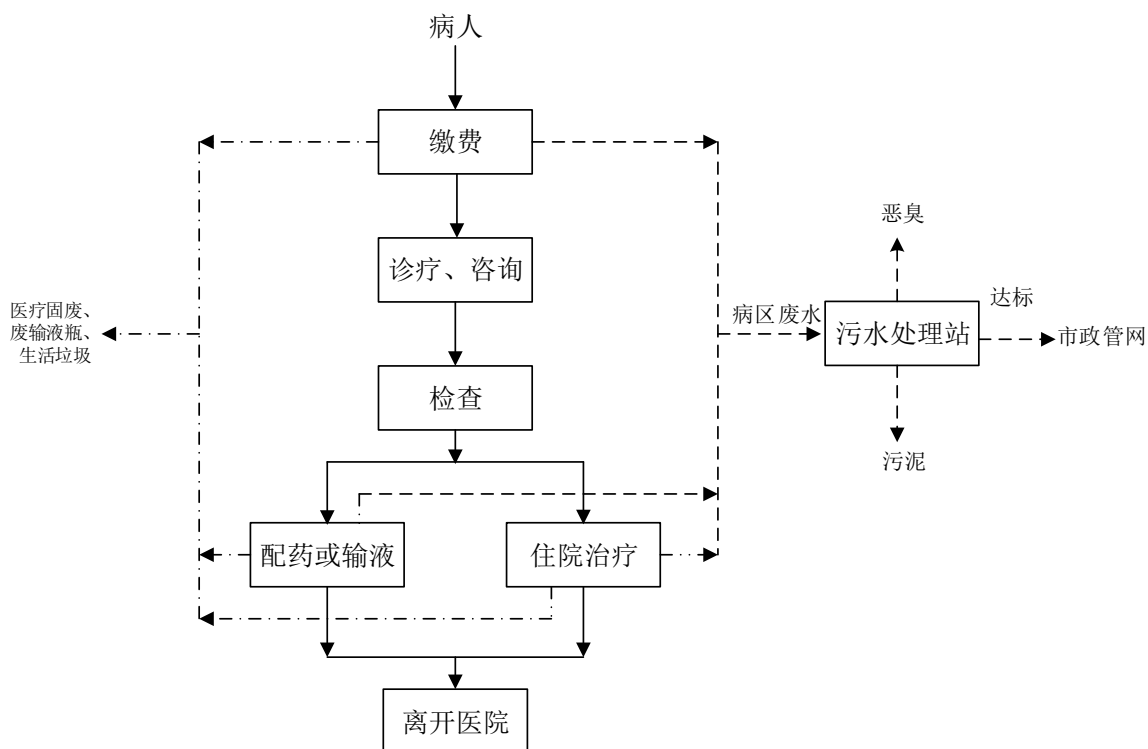 病人
缴费
诊疗、咨询
检查
配药或输液
住院治疗
离开医院
医疗固废、
废输液瓶、
生活垃圾
病区废水
污水处理站
恶臭
达标
市政管网
污泥